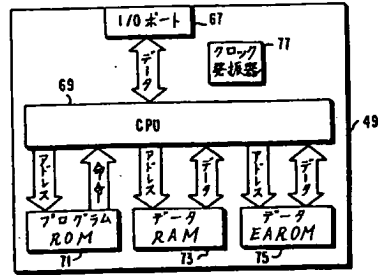 I/Oポート
67
データ
クロック
発振器
77
69
CPU
49
アドレス
命令
アドレス
データ
アドレス
データ
プログラム
ROM
データ
RAM
データ
EAROM
71
73
75